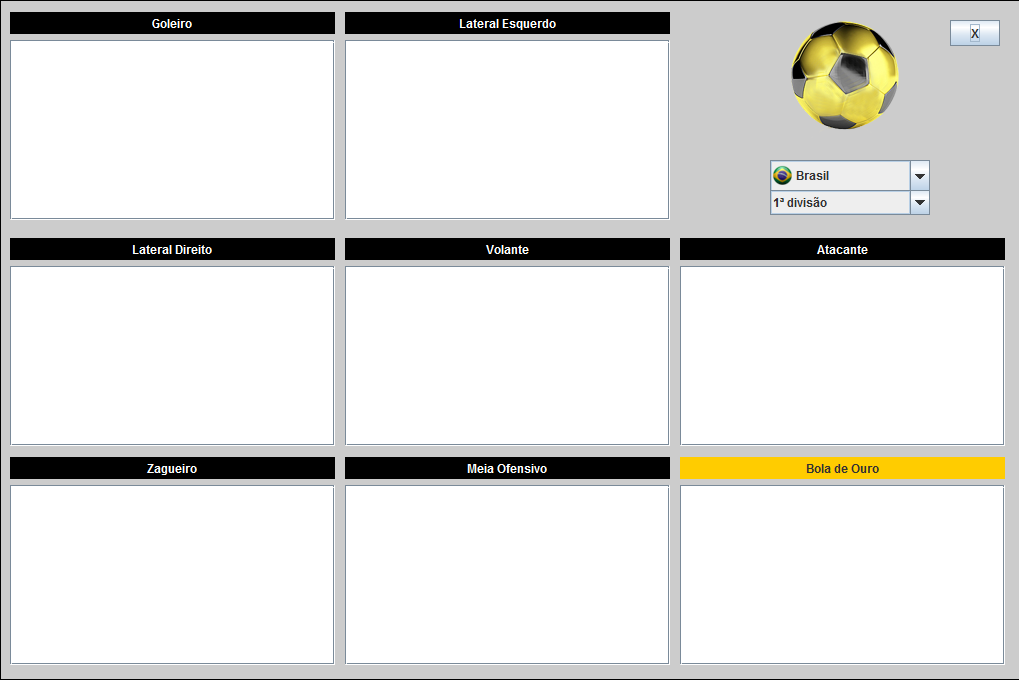 Goleiro
Lateral Esquerdo
X
Brasil
1ª divisão
Lateral Direito
Volante
Atacante
Zagueiro
Meia Ofensivo
Bola de Ouro